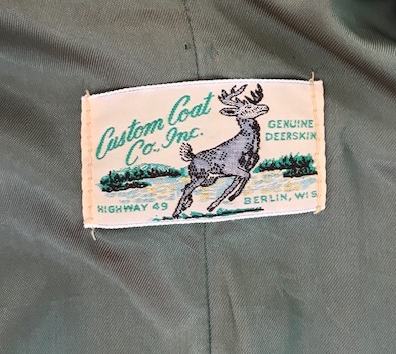 Custom Coat
Co., Inc.
GENUINE
DEERSKIN
HIGHWAY 49
BERLIN, WIS